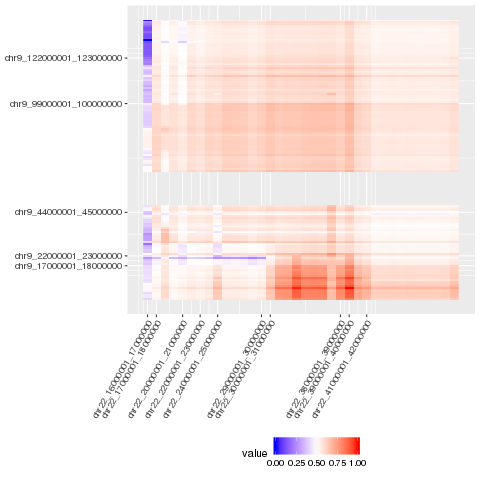 chr9_122000001_123000000
chr9_99000001_100000000
chr9_44000001_45000000
chr9_22000001_23000000
chr9_17000001_18000000
chr22_16000001_17000000
chr22_17000001_18000000
chr22_20000001_21000000
chr22_22000001_23000000
chr22_24000001_25000000
chr22_29000001_30000000
chr22_30000001_31000000
chr22_38000001_39000000
chr22_39000001_40000000
chr22_41000001_42000000
value
0.00 0.25 0.50 0.75 1.00